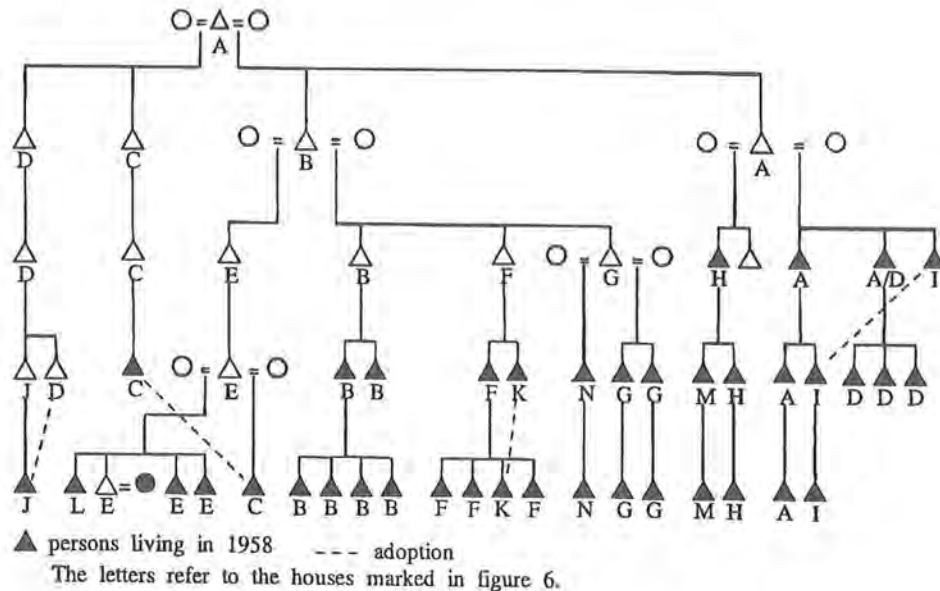 A
D C B A
D C E B F G H A A/D I
J D C E B B F K N G G M H A I D D D
J L E E E C B B B B F F K F N G G M H A I
persons living in 1958 adoption
The letters refer to the houses marked in figure 6.